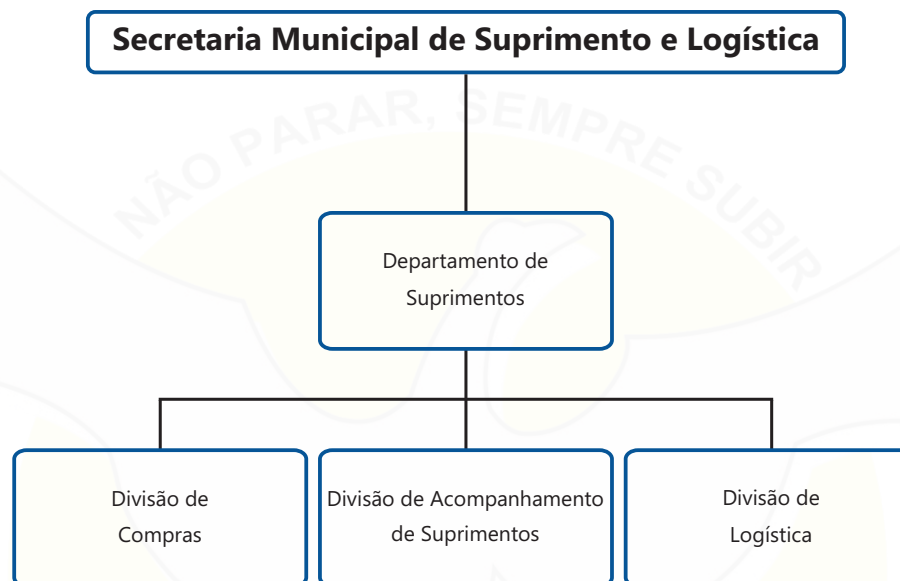 Secretaria Municipal de Suprimento e Logística
NÃO PARAR, SEMPRE SUBIR
Departamento de
Suprimentos
Divisão de
Compras
Divisão de Acompanhamento
de Suprimentos
Divisão de
Logística